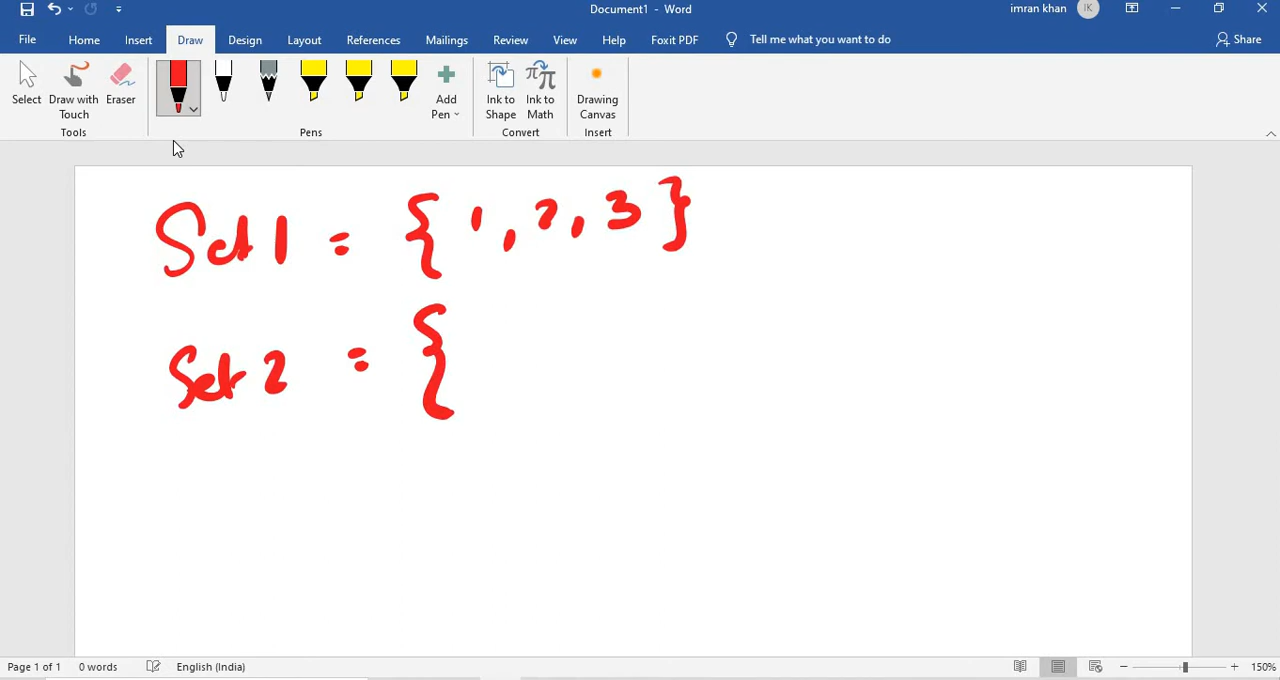 Document1 - Word
imran khan IK
File Home Insert Draw Design Layout References Mailings Review View Help Foxit PDF Tell me what you want to do Share
Select Draw with Touch Eraser Add Pen Ink to Shape Ink to Math Drawing Canvas
Tools Pens Convert Insert
Set 1 = { 1, 2, 3 }
Set 2 = {
Page 1 of 1 0 words English (India) 150%